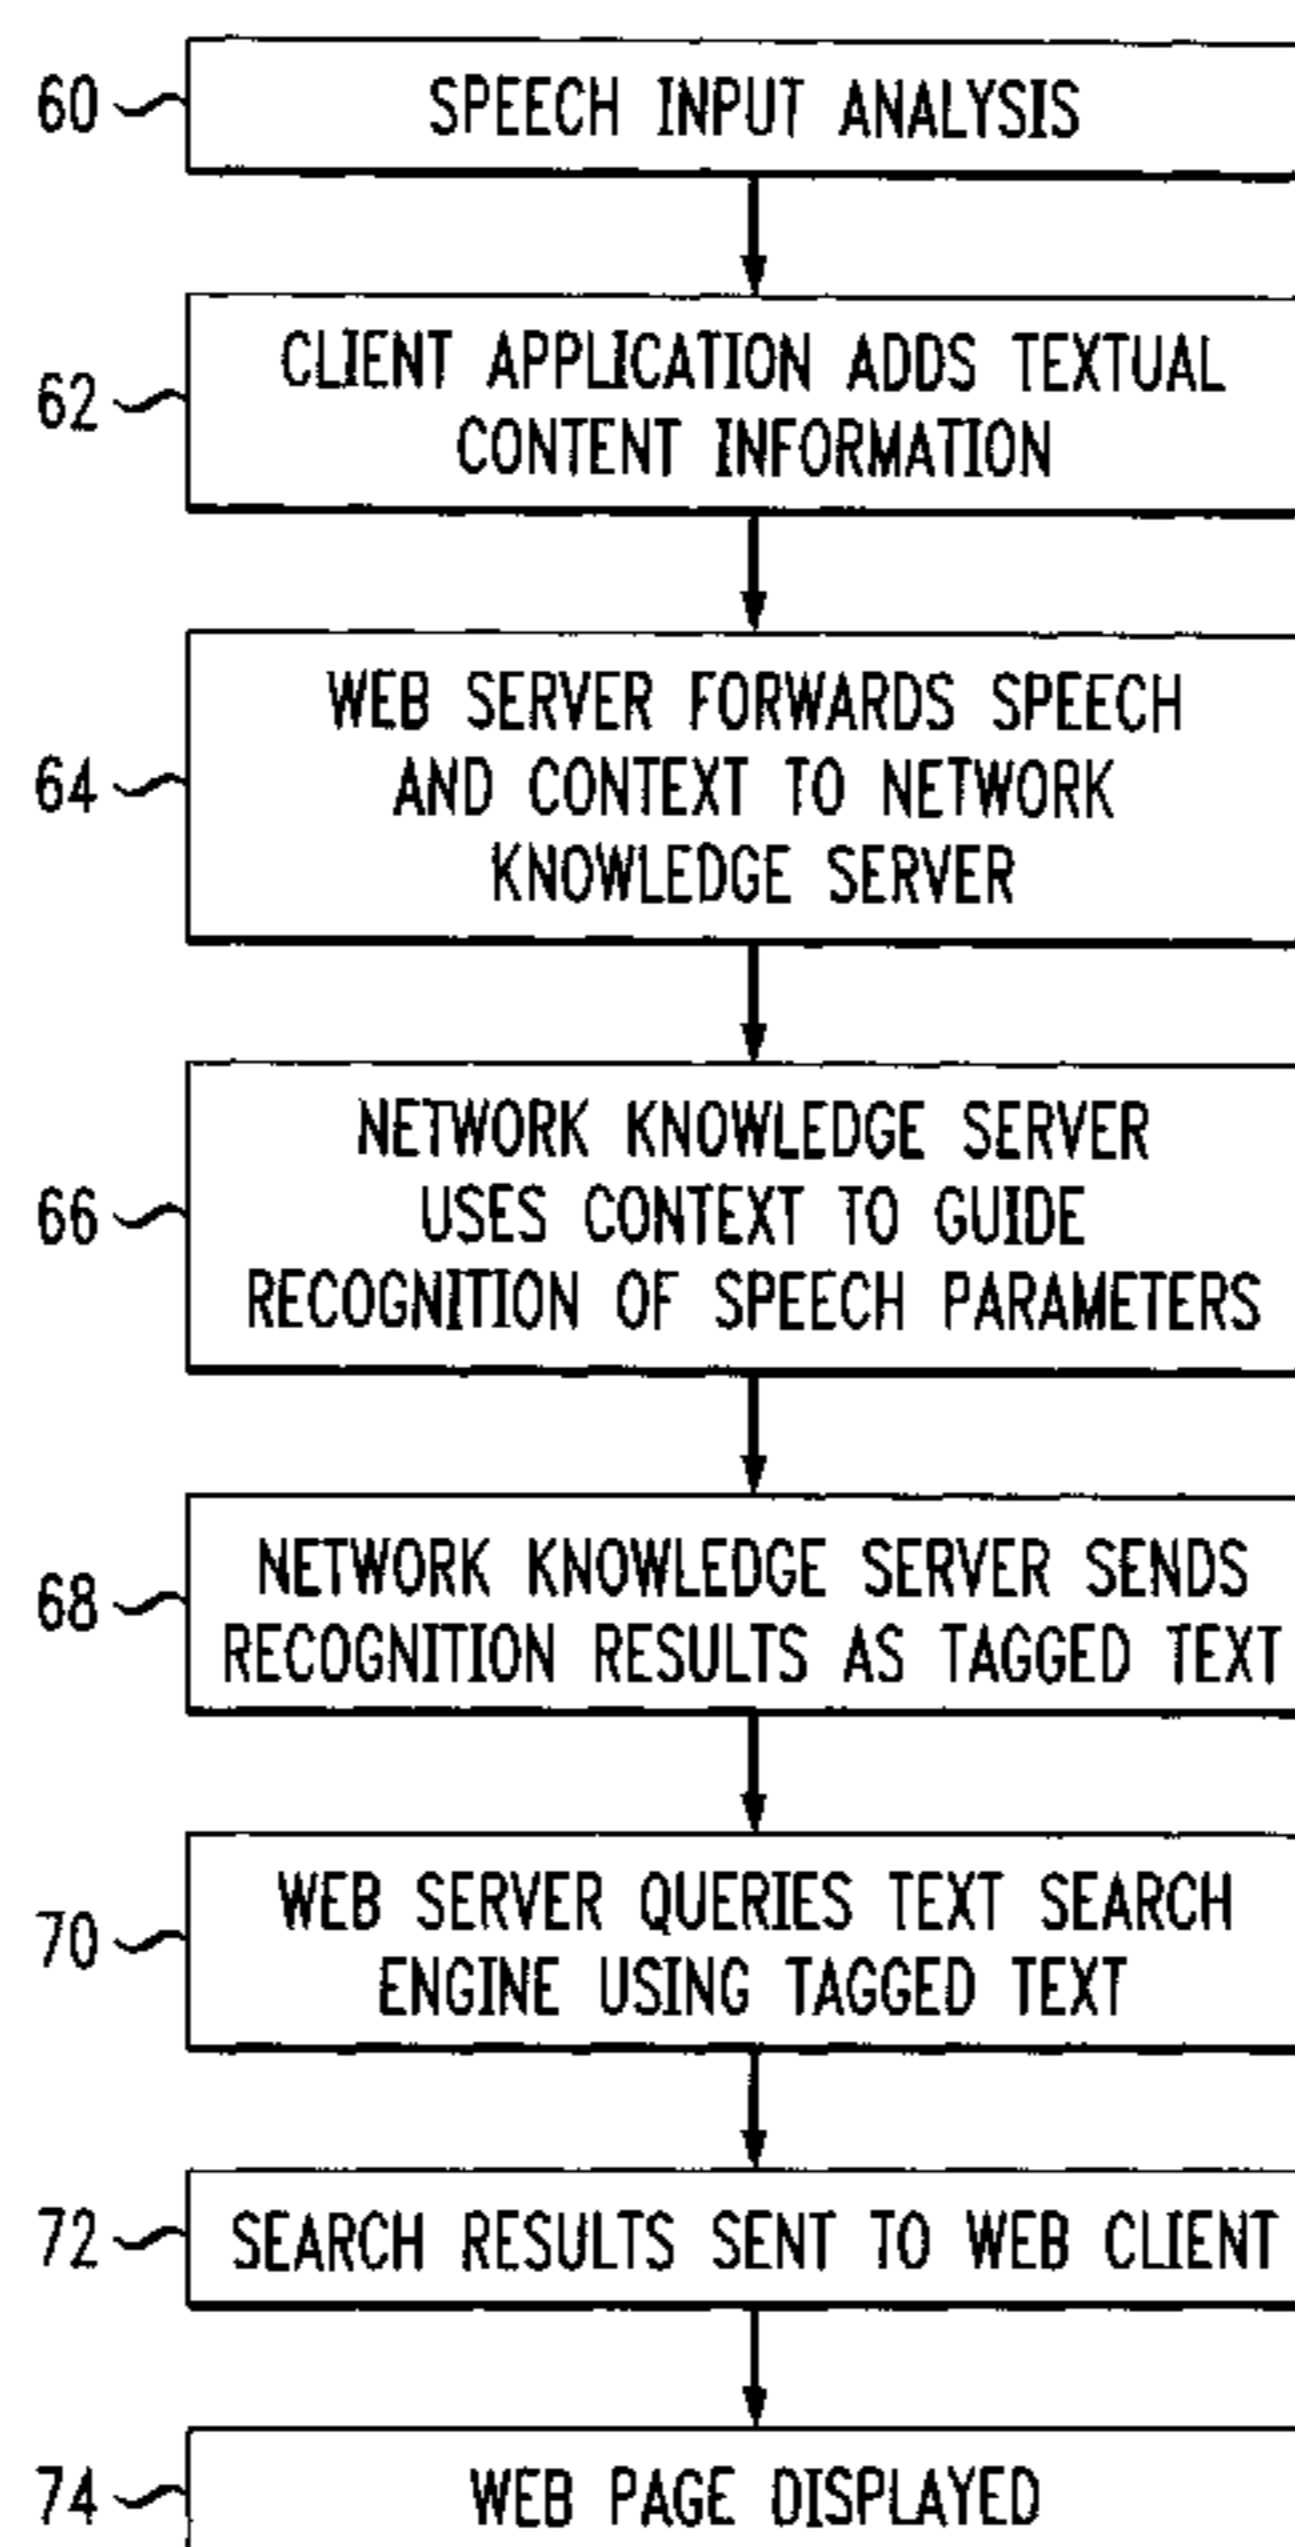 60
SPEECH INPUT ANALYSIS
62
CLIENT APPLICATION ADDS TEXTUAL
CONTENT INFORMATION
64
WEB SERVER FORWARDS SPEECH
AND CONTEXT TO NETWORK
KNOWLEDGE SERVER
66
NETWORK KNOWLEDGE SERVER
USES CONTEXT TO GUIDE
RECOGNITION OF SPEECH PARAMETERS
68
NETWORK KNOWLEDGE SERVER SENDS
RECOGNITION RESULTS AS TAGGED TEXT
70
WEB SERVER QUERIES TEXT SEARCH
ENGINE USING TAGGED TEXT
72
SEARCH RESULTS SENT TO WEB CLIENT
74
WEB PAGE DISPLAYED